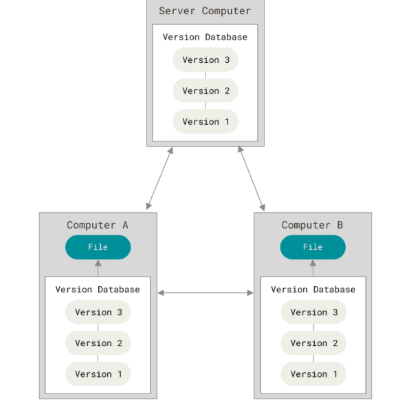 Server Computer
Version Database
Version 3
Version 2
Version 1
Computer A
File
Version Database
Version 3
Version 2
Version 1
Computer B
File
Version Database
Version 3
Version 2
Version 1